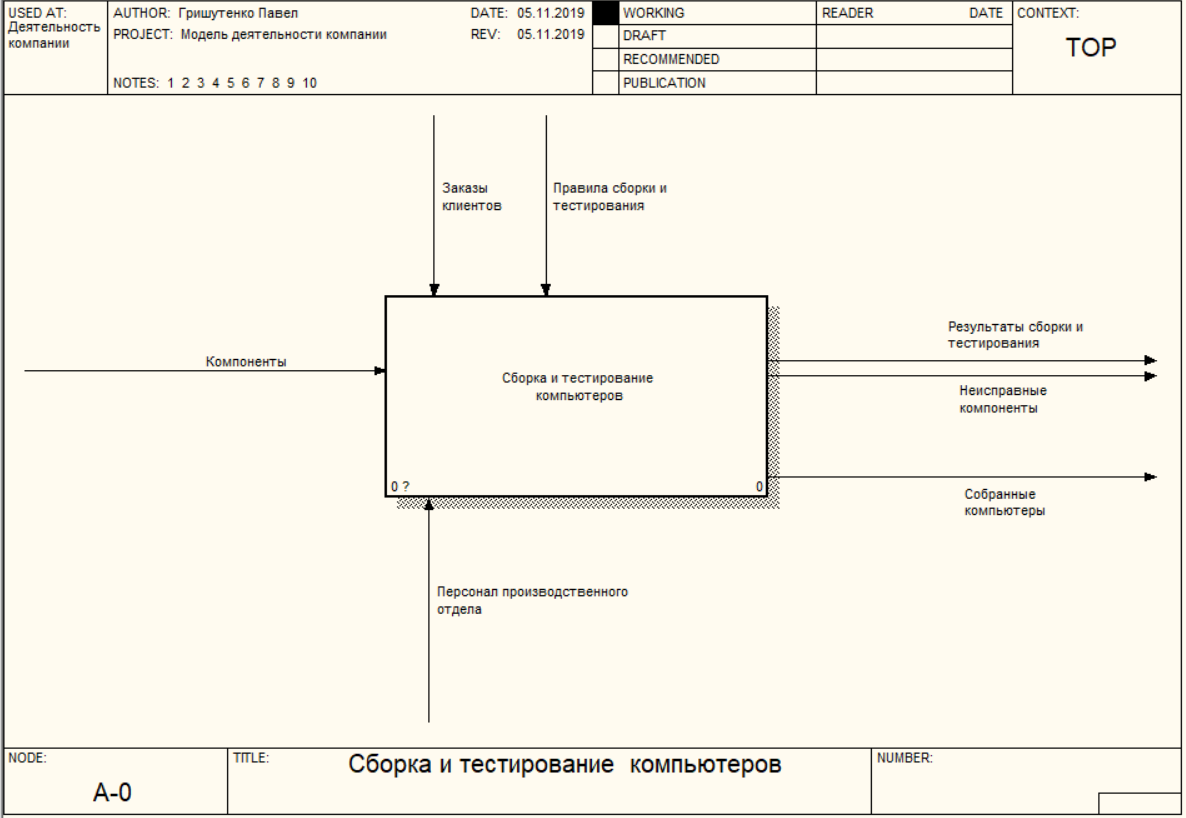 USED AT:
Деятельность
компании
AUTHOR: Гришутенко Павел
DATE: 05.11.2019
PROJECT: Модель деятельности компании
REV: 05.11.2019
NOTES: 1 2 3 4 5 6 7 8 9 10
WORKING
DRAFT
RECOMMENDED
PUBLICATION
READER
DATE
CONTEXT:
TOP
Заказы
клиентов
Правила сборки и
тестирования
Компоненты
Сборка и тестирование
компьютеров
0 ?
0
Результаты сборки и
тестирования
Неисправные
компоненты
Собранные
компьютеры
Персонал производственного
отдела
NODE:
A-0
TITLE:
Сборка и тестирование компьютеров
NUMBER: